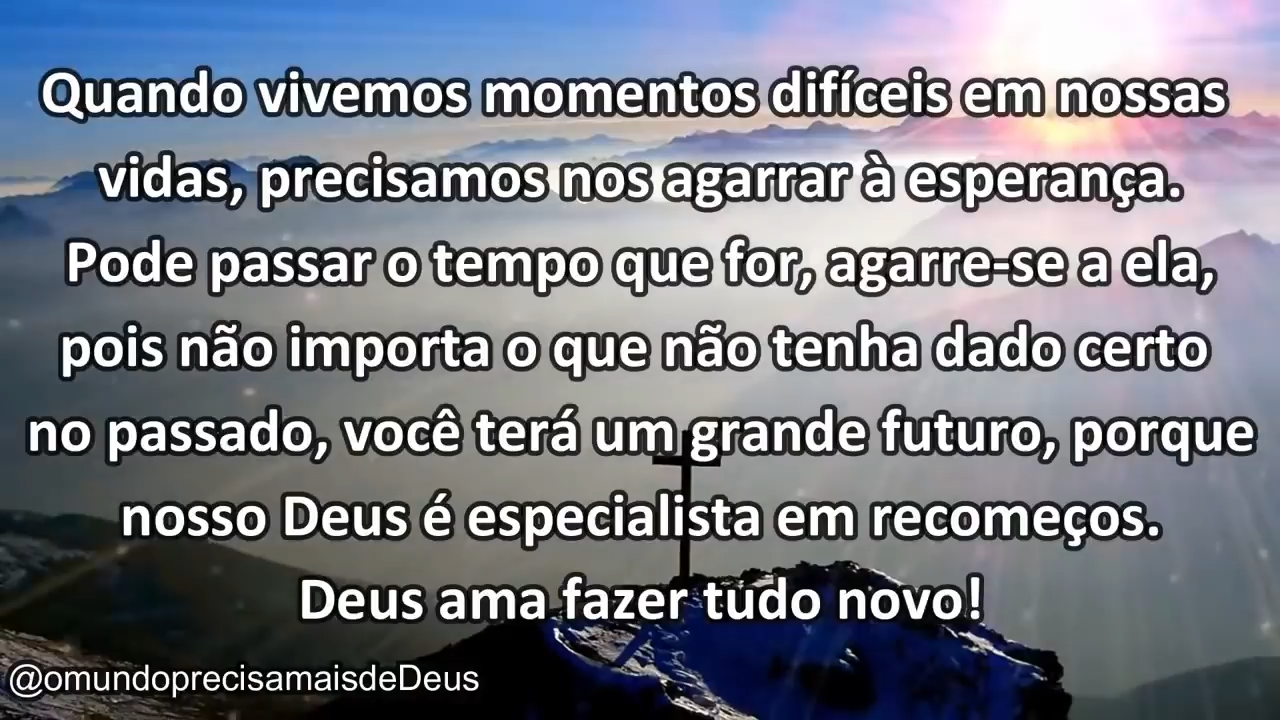 Quando vivemos momentos difíceis em nossas
vidas, precisamos nos agarrar à esperança.
Pode passar o tempo que for, agarre-se a ela,
pois não importa o que não tenha dado certo
no passado, você terá um grande futuro, porque
nosso Deus é especialista em recomeços.
Deus ama fazer tudo novo!
@omundoprecisamaisdeDeus